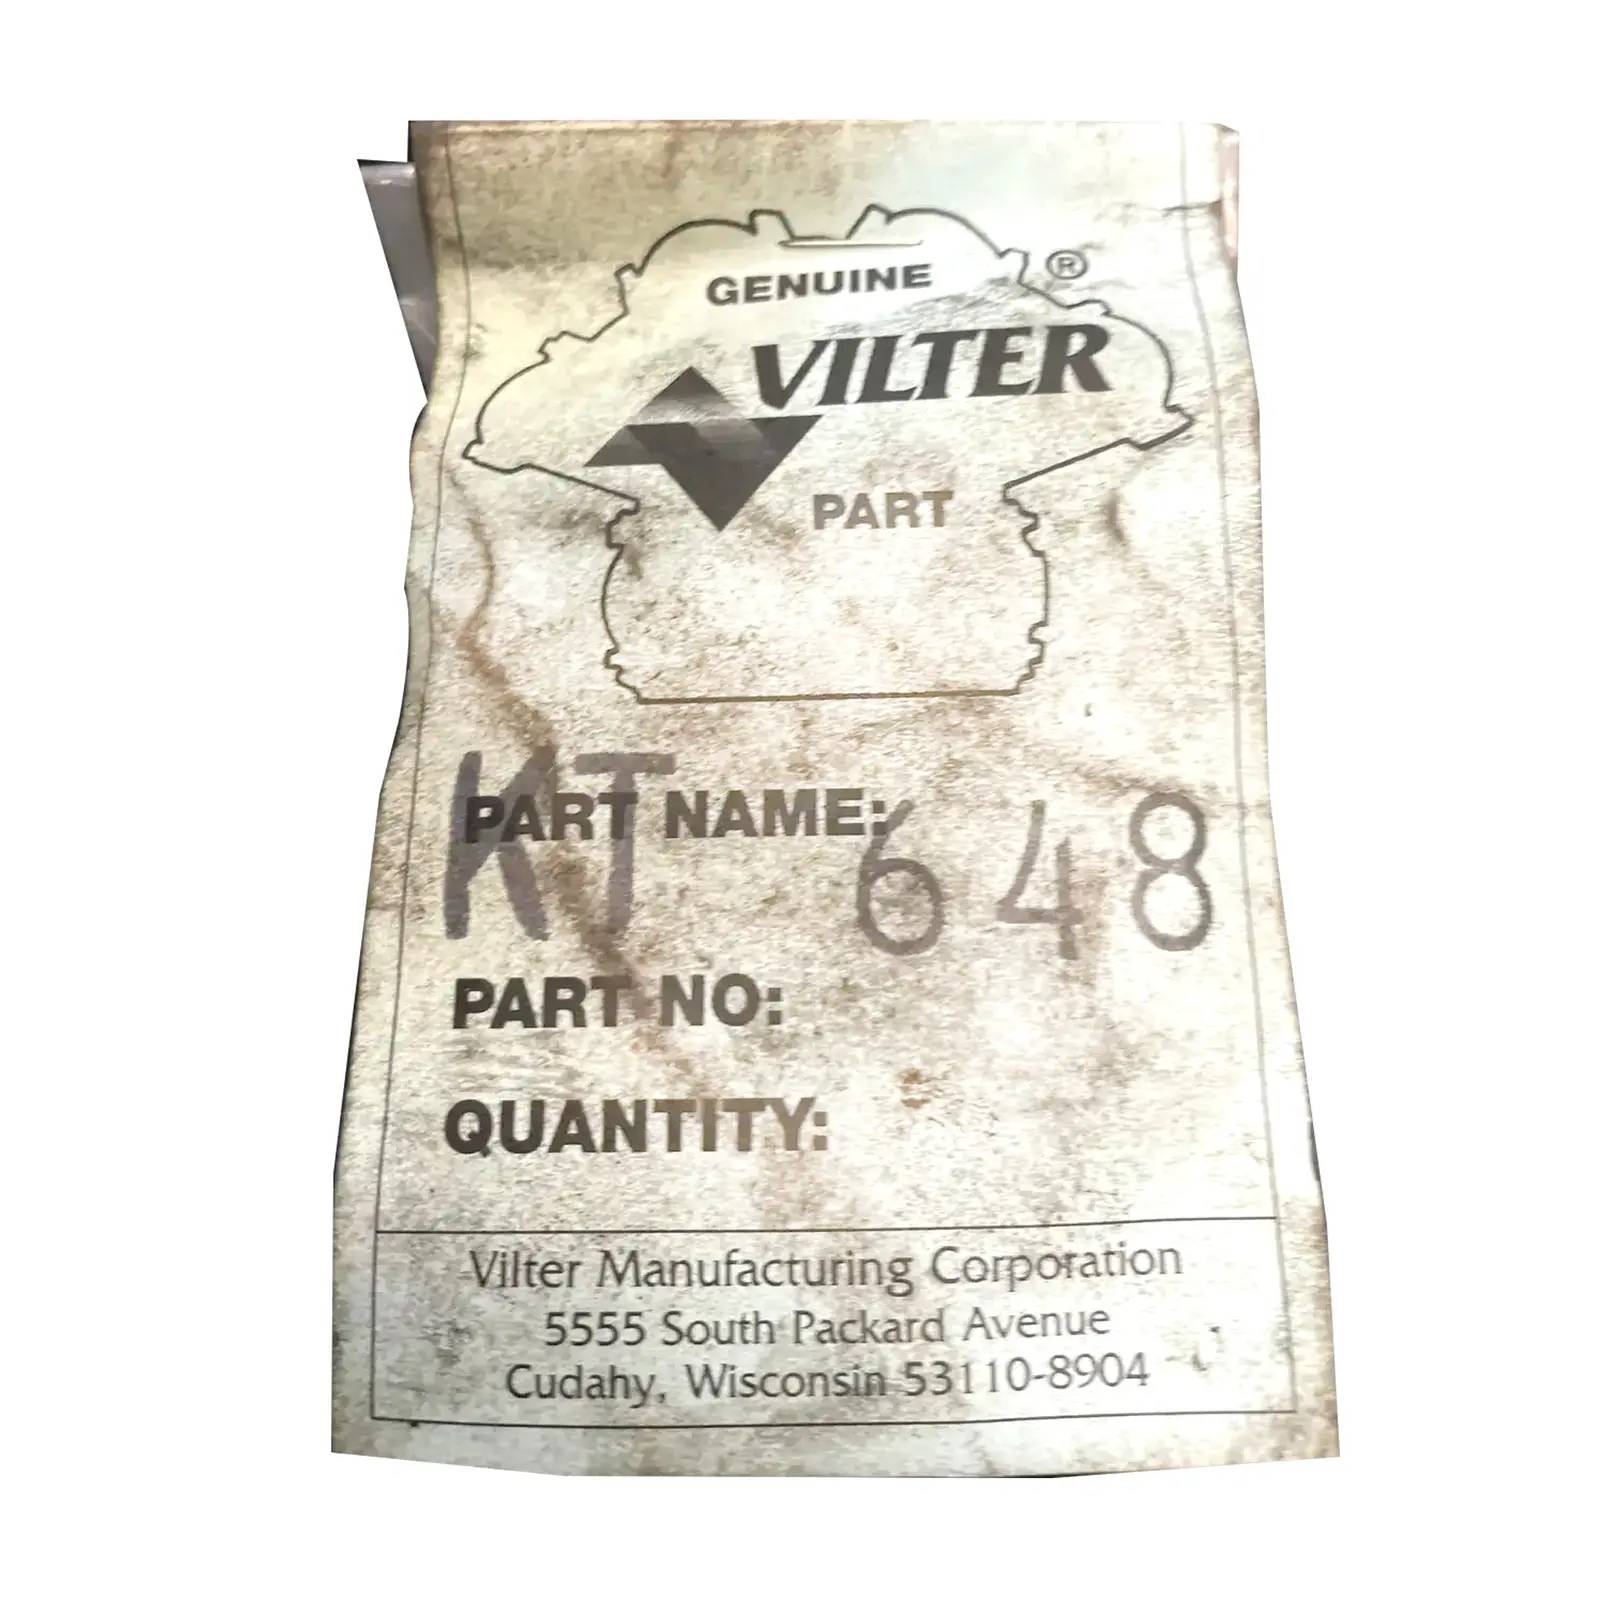 GENUINE
®
VILTER
PART
KT 648
PART NAME:
PART NO:
QUANTITY:
Vilter Manufacturing Corporation
5555 South Packard Avenue
Cudahy, Wisconsin 53110-8904